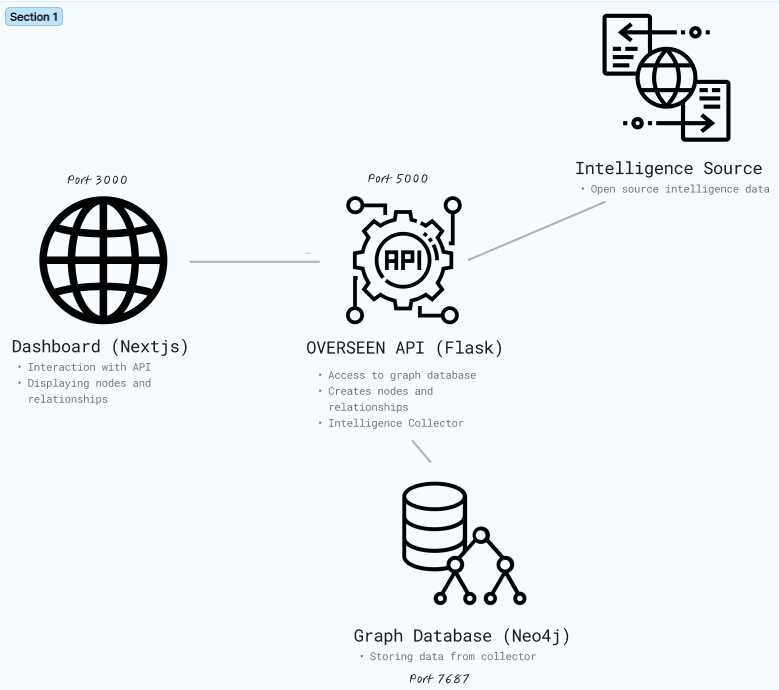 Section 1
Intelligence Source
• Open source intelligence data
Port 3000
Port 5000
API
Dashboard (Nextjs)
• Interaction with API
• Displaying nodes and
relationships
OVERSEEN API (Flask)
• Access to graph database
• Creates nodes and
relationships
• Intelligence Collector
Graph Database (Neo4j)
• Storing data from collector
Port 7687